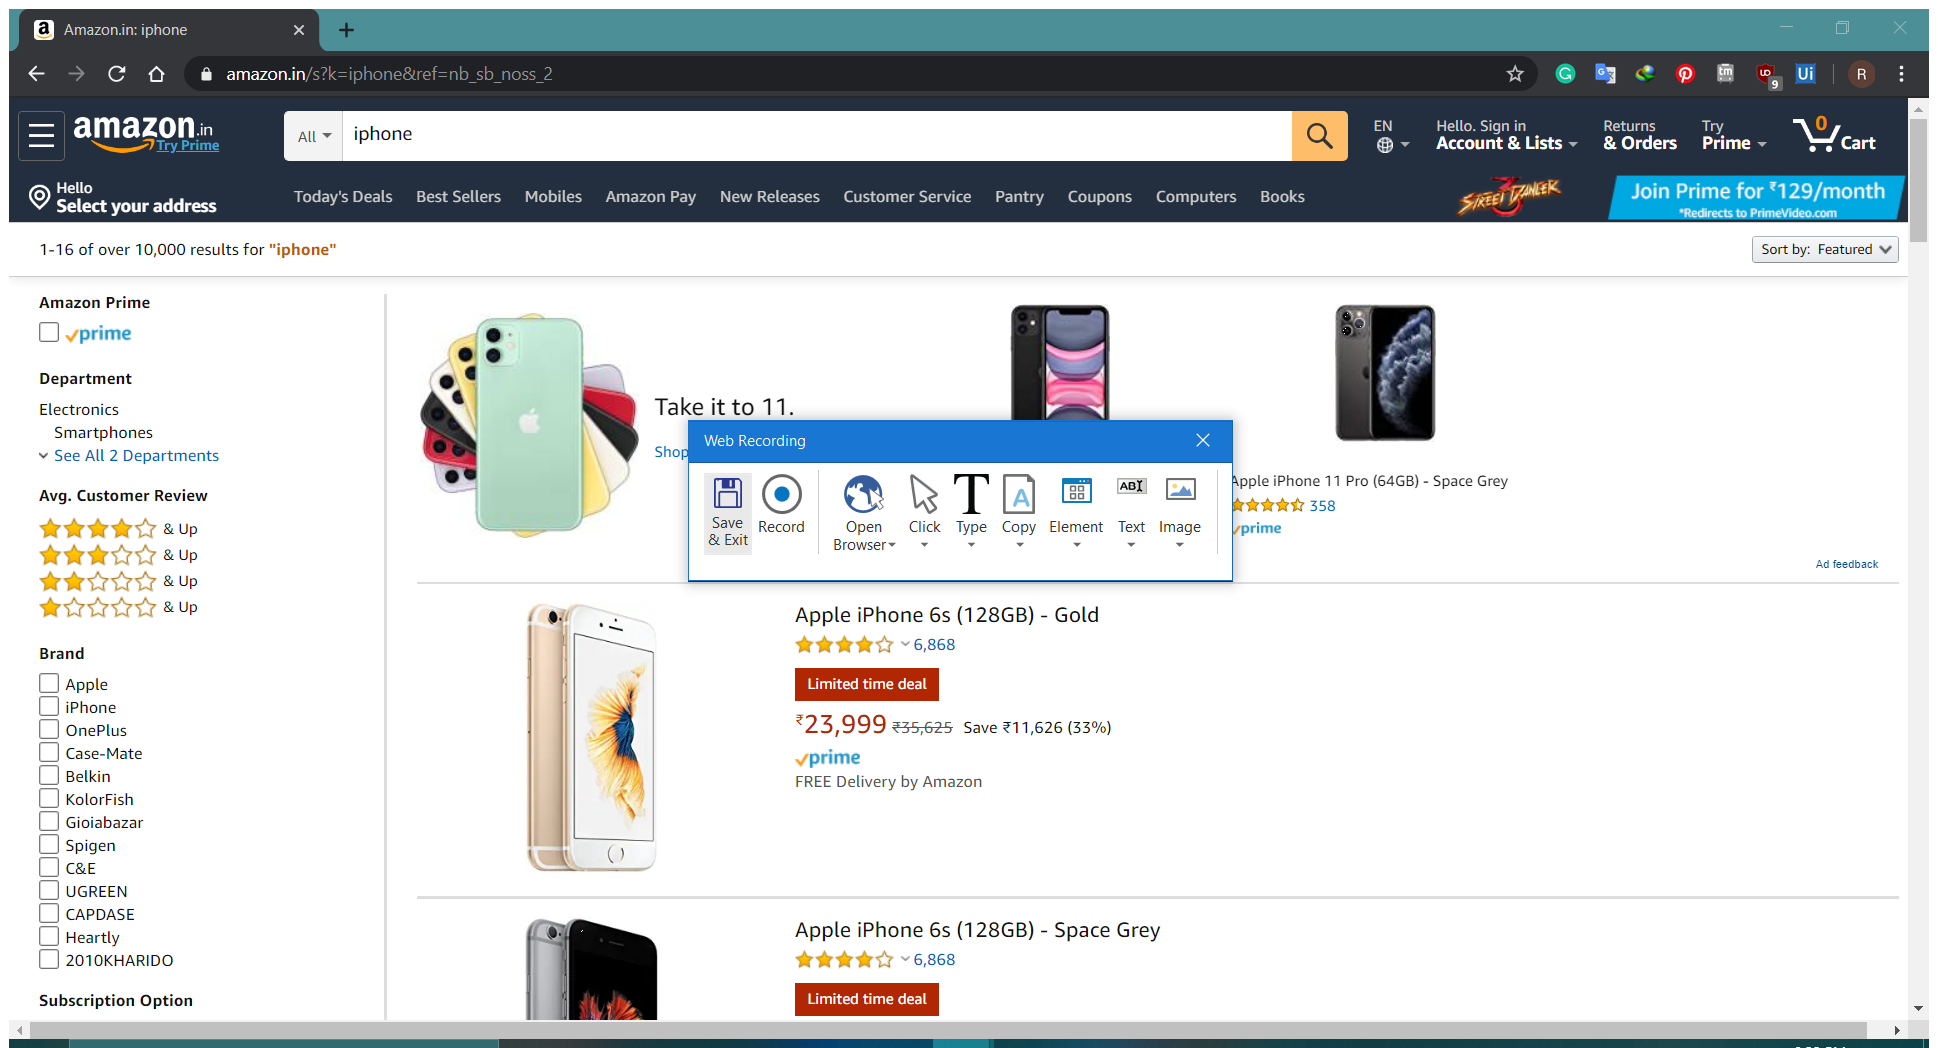 Amazon.in: iphone
amazon.in/s?k=iphone&ref=nb_sb_noss_2
9
Ui
R
amazon.in
Try Prime
All
iphone
EN
Hello. Sign in
Account & Lists
Returns
& Orders
Try
Prime
0
Cart
Hello
Select your address
Today's Deals
Best Sellers
Mobiles
Amazon Pay
New Releases
Customer Service
Pantry
Coupons
Computers
Books
STREET DANCER 3
Join Prime for ₹129/month
*Redirects to PrimeVideo.com
1-16 of over 10,000 results for "iphone"
Sort by: Featured
Amazon Prime
prime
Department
Electronics
Smartphones
See All 2 Departments
Avg. Customer Review
& Up
& Up
& Up
& Up
Brand
Apple
iPhone
OnePlus
Case-Mate
Belkin
KolorFish
Gioiabazar
Spigen
C&E
UGREEN
CAPDASE
Heartly
2010KHARIDO
Subscription Option
Take it to 11.
Shop
Web Recording
Save
& Exit
Record
Open
Browser
Click
T
Type
A
Copy
Element
ABI
Text
Image
Apple iPhone 11 Pro (64GB) - Space Grey
358
prime
Ad feedback
Apple iPhone 6s (128GB) - Gold
6,868
Limited time deal
₹23,999 ₹35,625 Save ₹11,626 (33%)
prime
FREE Delivery by Amazon
Apple iPhone 6s (128GB) - Space Grey
6,868
Limited time deal